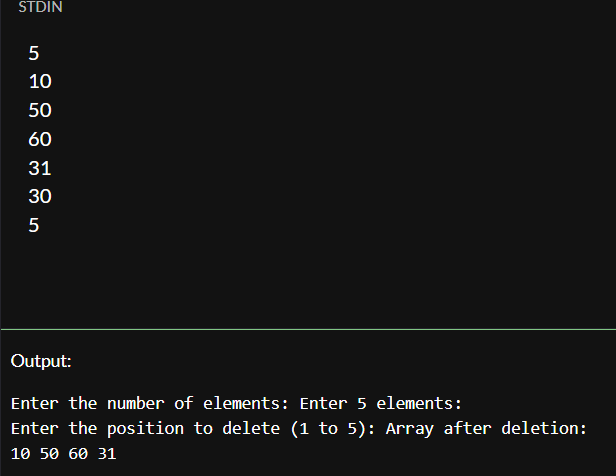 STDIN
5
10
50
60
31
30
5
Output:
Enter the number of elements: Enter 5 elements:
Enter the position to delete (1 to 5): Array after deletion:
10 50 60 31